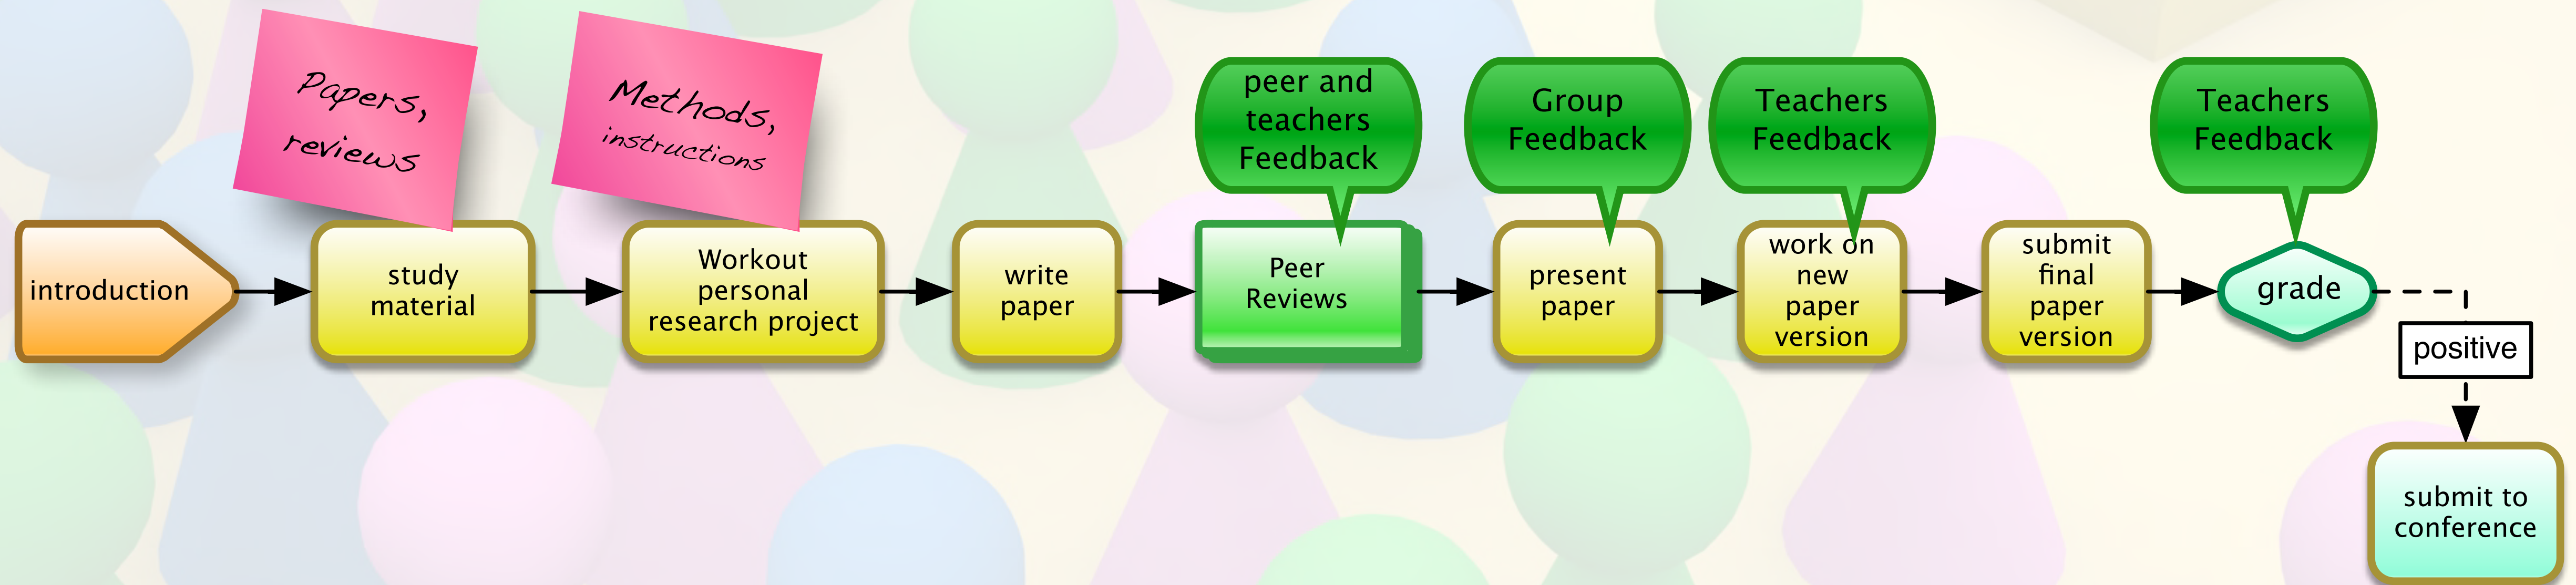 Papers,
reviews
Methods,
instructions
peer and
teachers
Feedback
Group
Feedback
Teachers
Feedback
Teachers
Feedback
introduction
study
material
Workout
personal
research project
write
paper
Peer
Reviews
present
paper
work on
new
paper
version
submit
final
paper
version
grade
positive
submit to
conference